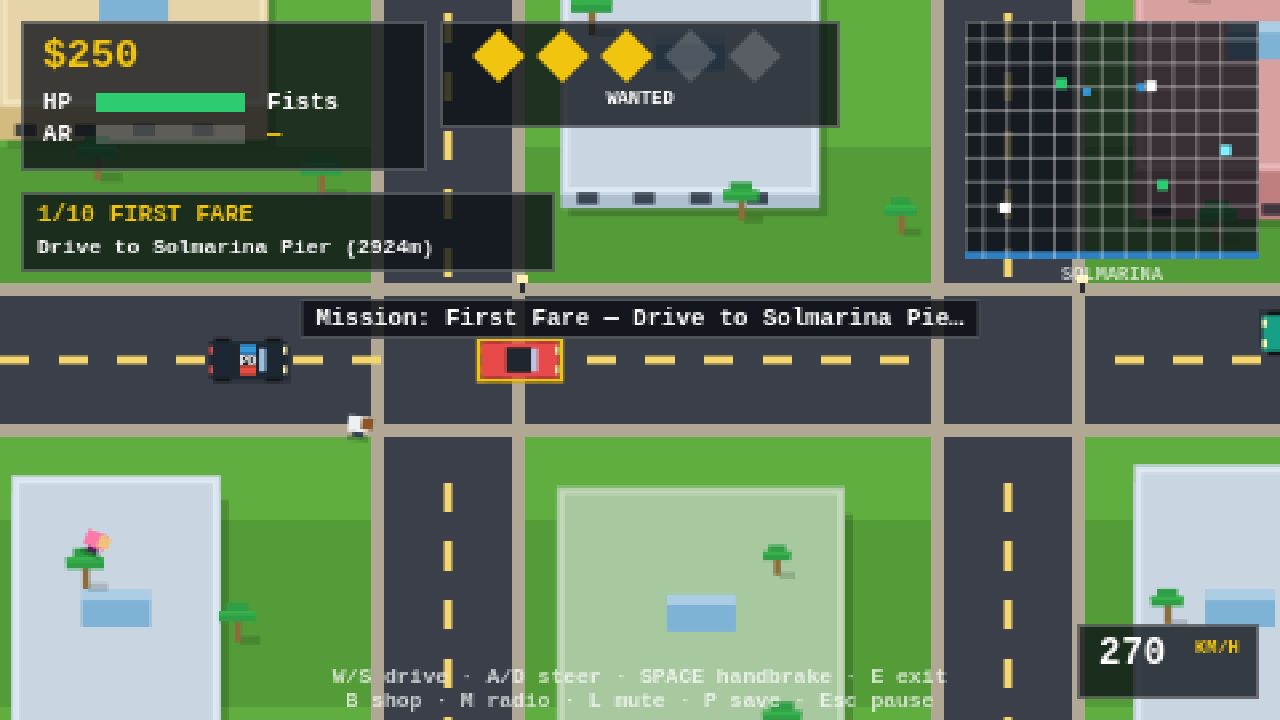 $250
HP Fists
AR —
WANTED
1/10 FIRST FARE
Drive to Solmarina Pier (2924m)
SOLMARINA
Mission: First Fare — Drive to Solmarina Pie…
PD
270 KM/H
W/S drive · A/D steer · SPACE handbrake · E exit
B shop · M radio · L mute · P save · Esc pause